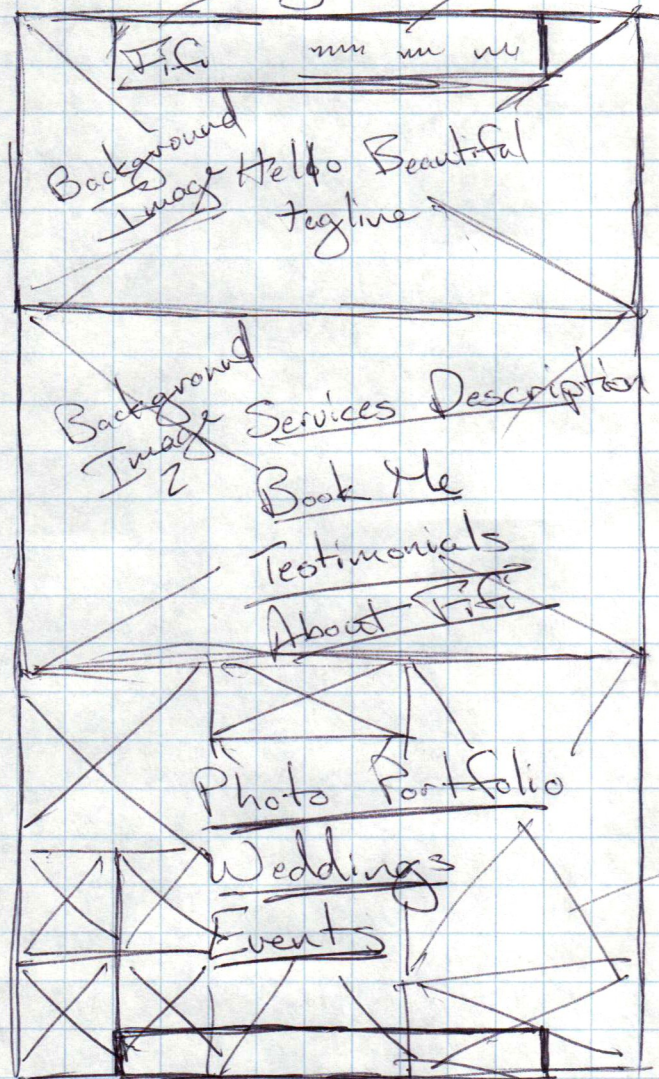 Fifi
Background
Image
Hello Beautiful
tagline
Background
Image
2
Services Description
Book Me
Testimonials
About Fifi
Photo Portfolio
Weddings
Events